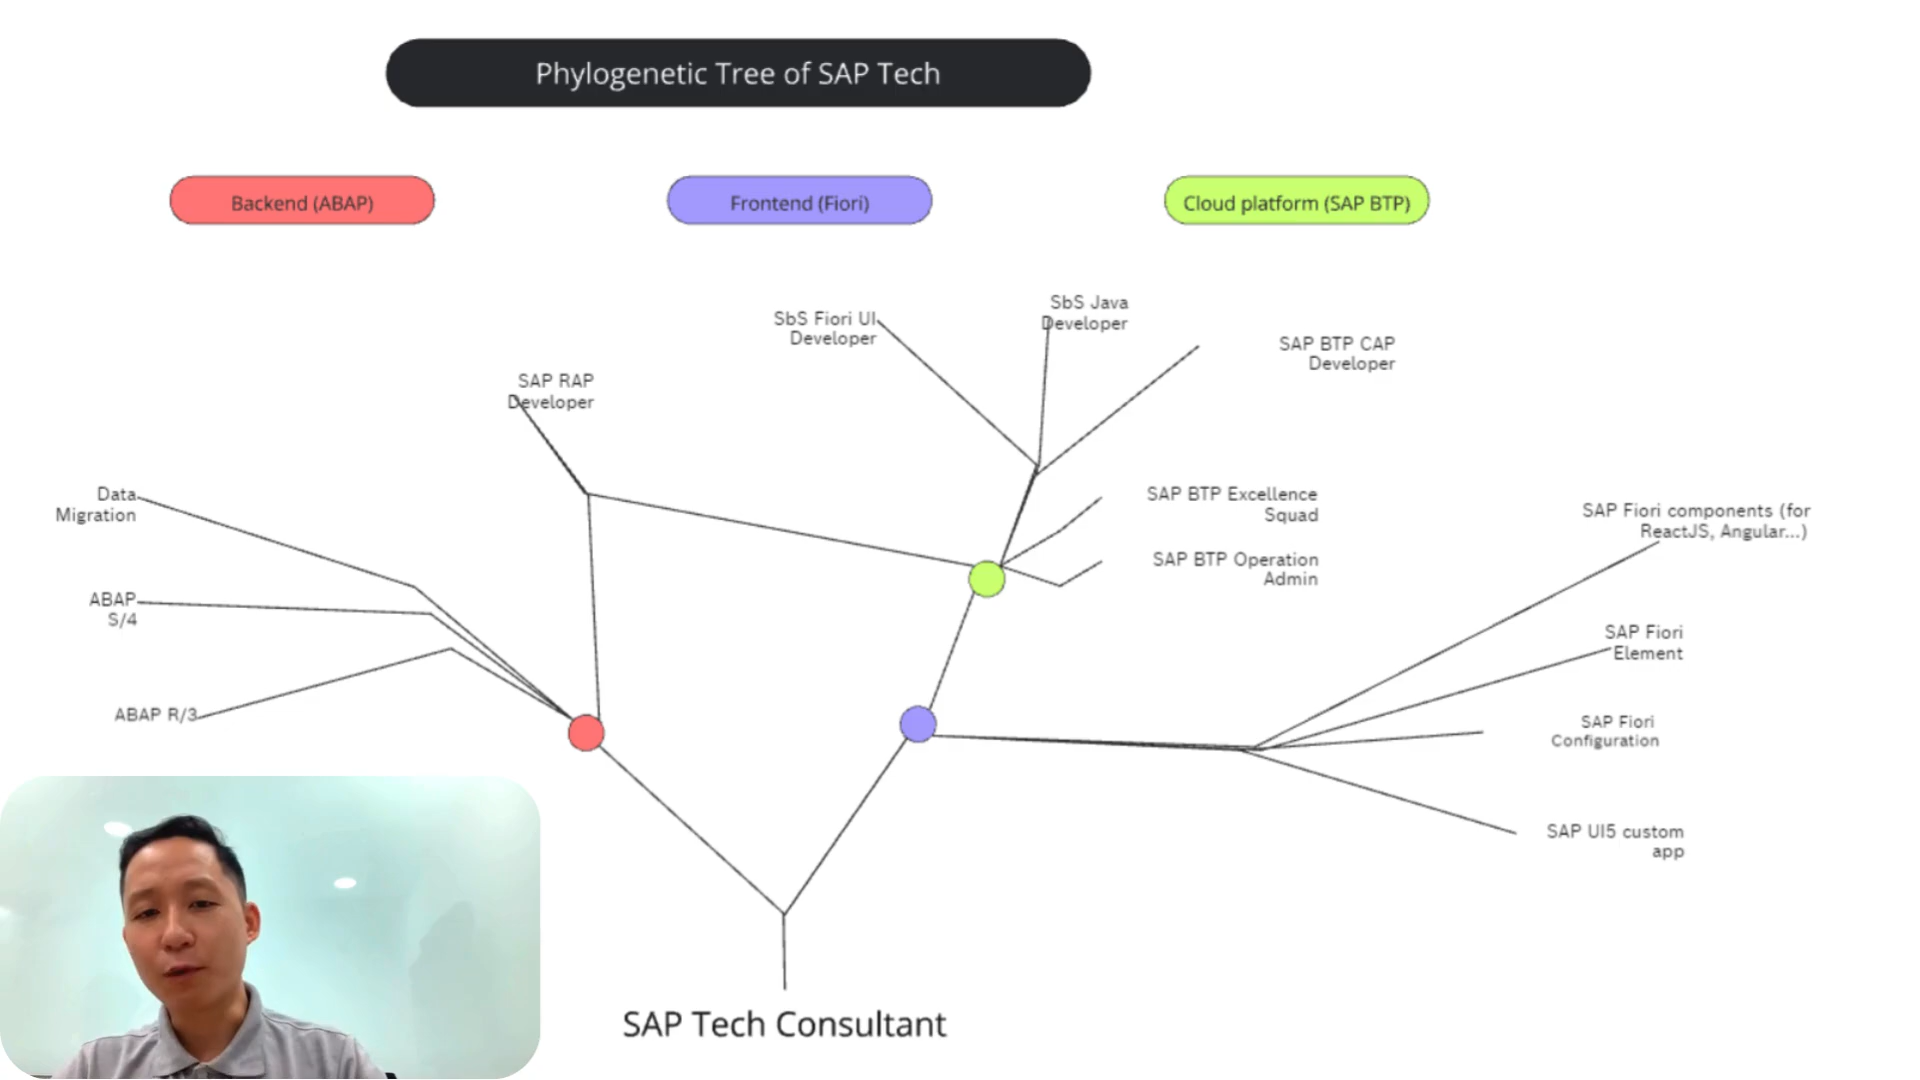 Phylogenetic Tree of SAP Tech
Backend (ABAP)
Frontend (Fiori)
Cloud platform (SAP BTP)
SbS Fiori UI
Developer
SbS Java
Developer
SAP BTP CAP
Developer
SAP RAP
Developer
Data
Migration
SAP BTP Excellence
Squad
SAP Fiori components (for
ReactJS, Angular...)
SAP BTP Operation
Admin
ABAP
S/4
SAP Fiori
Element
ABAP R/3
SAP Fiori
Configuration
SAP UI5 custom
app
SAP Tech Consultant